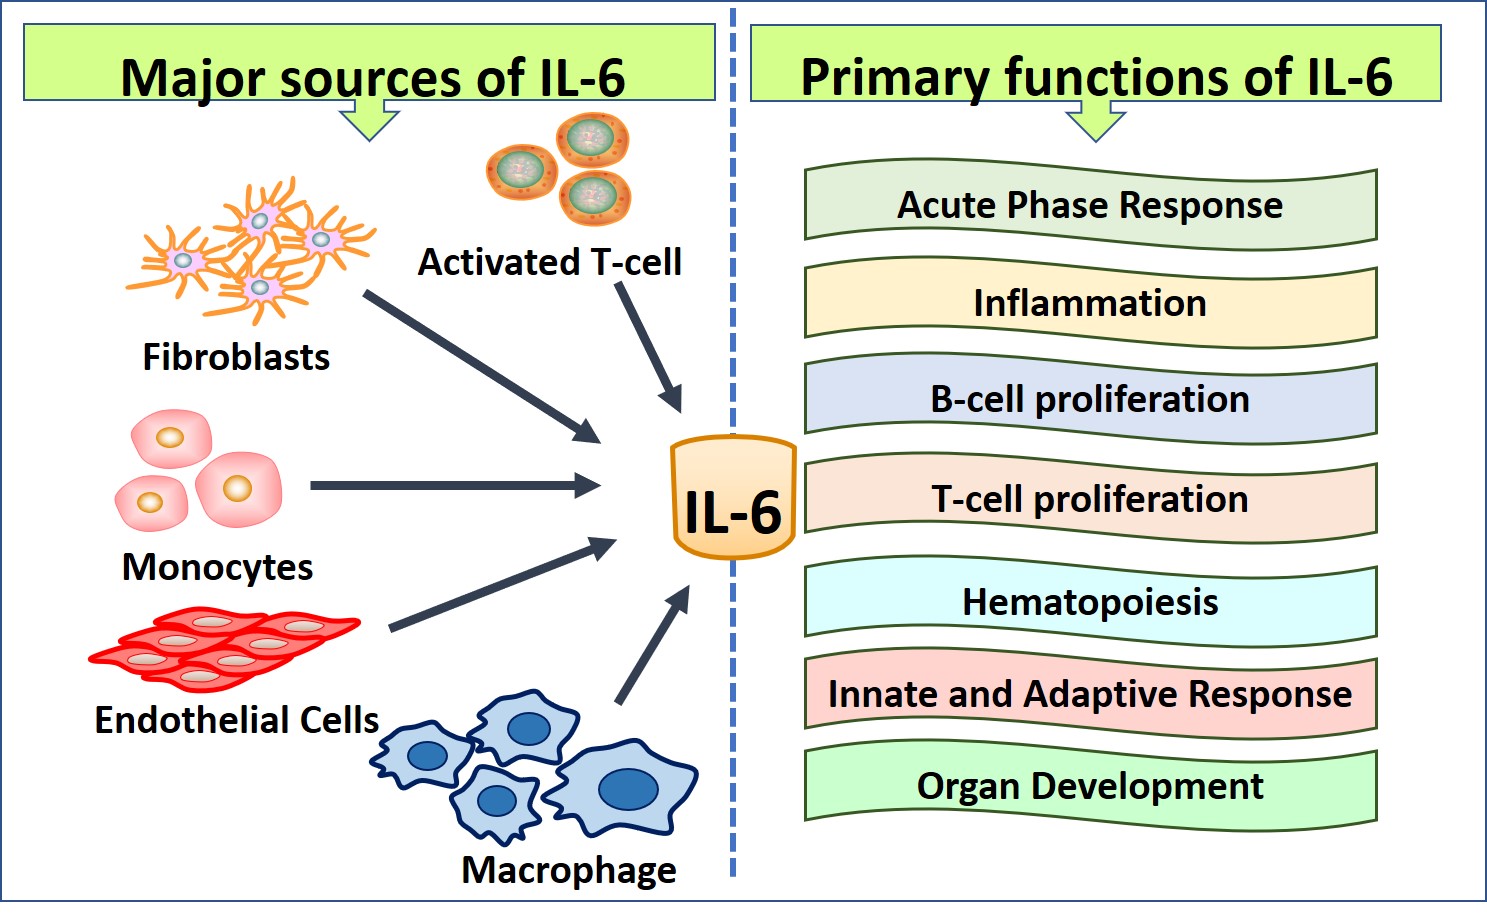 Major sources of IL-6
Activated T-cell
Fibroblasts
Monocytes
Endothelial Cells
Macrophage
IL-6
Primary functions of IL-6
Acute Phase Response
Inflammation
B-cell proliferation
T-cell proliferation
Hematopoiesis
Innate and Adaptive Response
Organ Development